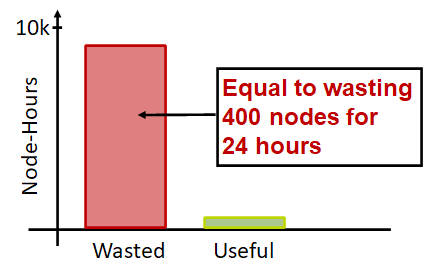 10k
Node-Hours
Equal to wasting
400 nodes for
24 hours
Wasted
Useful